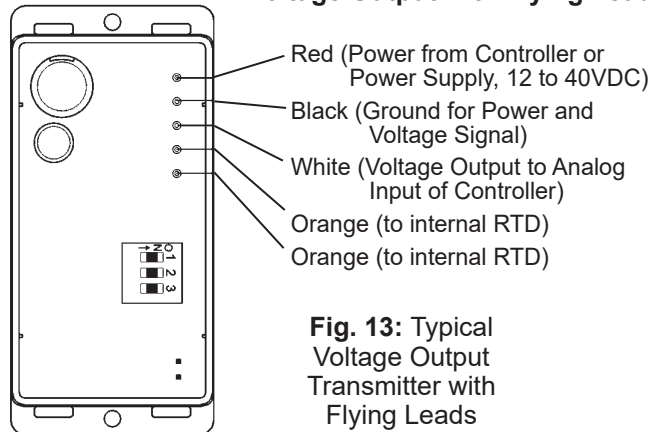 Red (Power from Controller or
Power Supply, 12 to 40VDC)
Black (Ground for Power and
Voltage Signal)
White (Voltage Output to Analog
Input of Controller)
Orange (to internal RTD)
Orange (to internal RTD)
ON
1
2
3
Fig. 13: Typical
Voltage Output
Transmitter with
Flying Leads